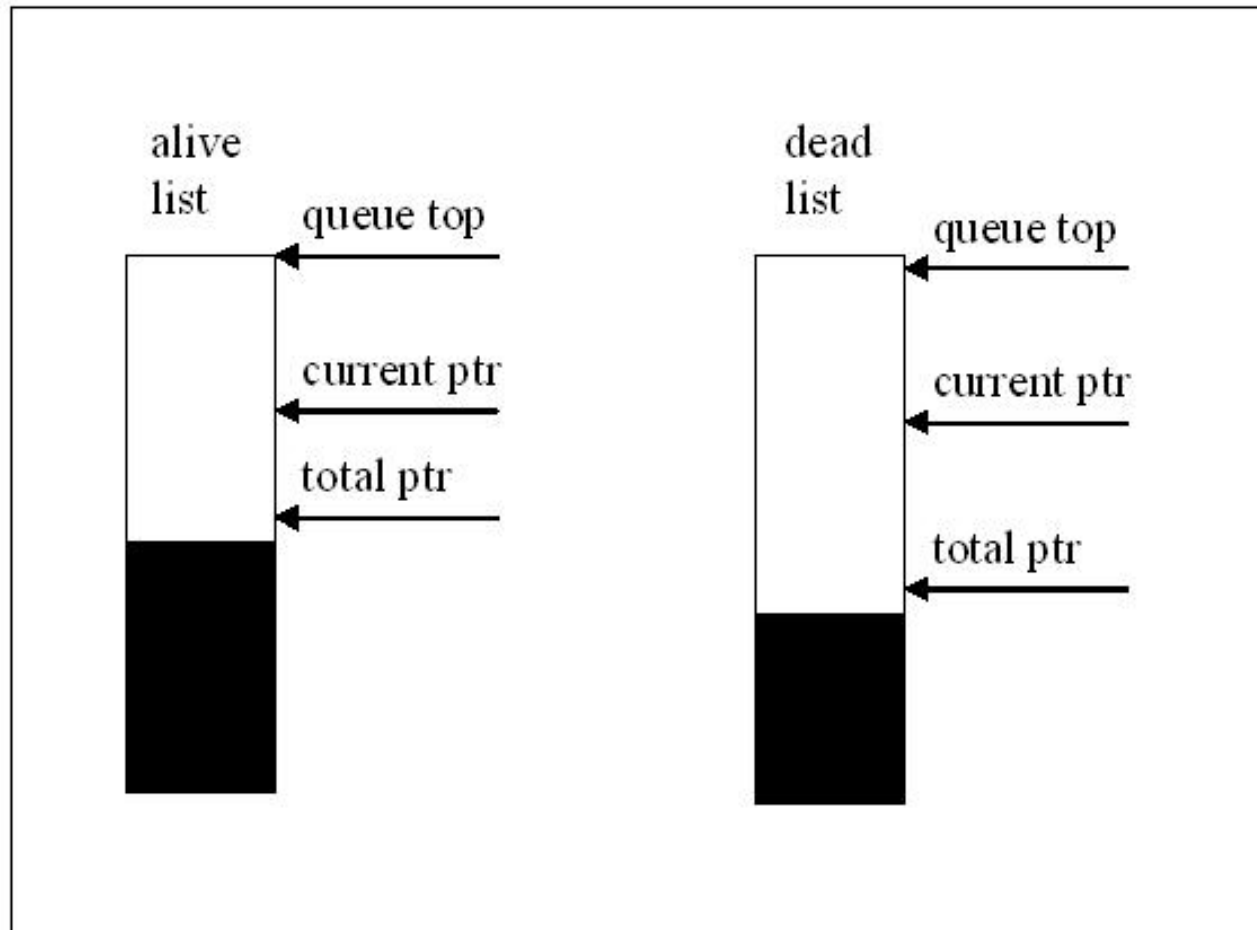 alive
list
queue top
current ptr
total ptr
dead
list
queue top
current ptr
total ptr